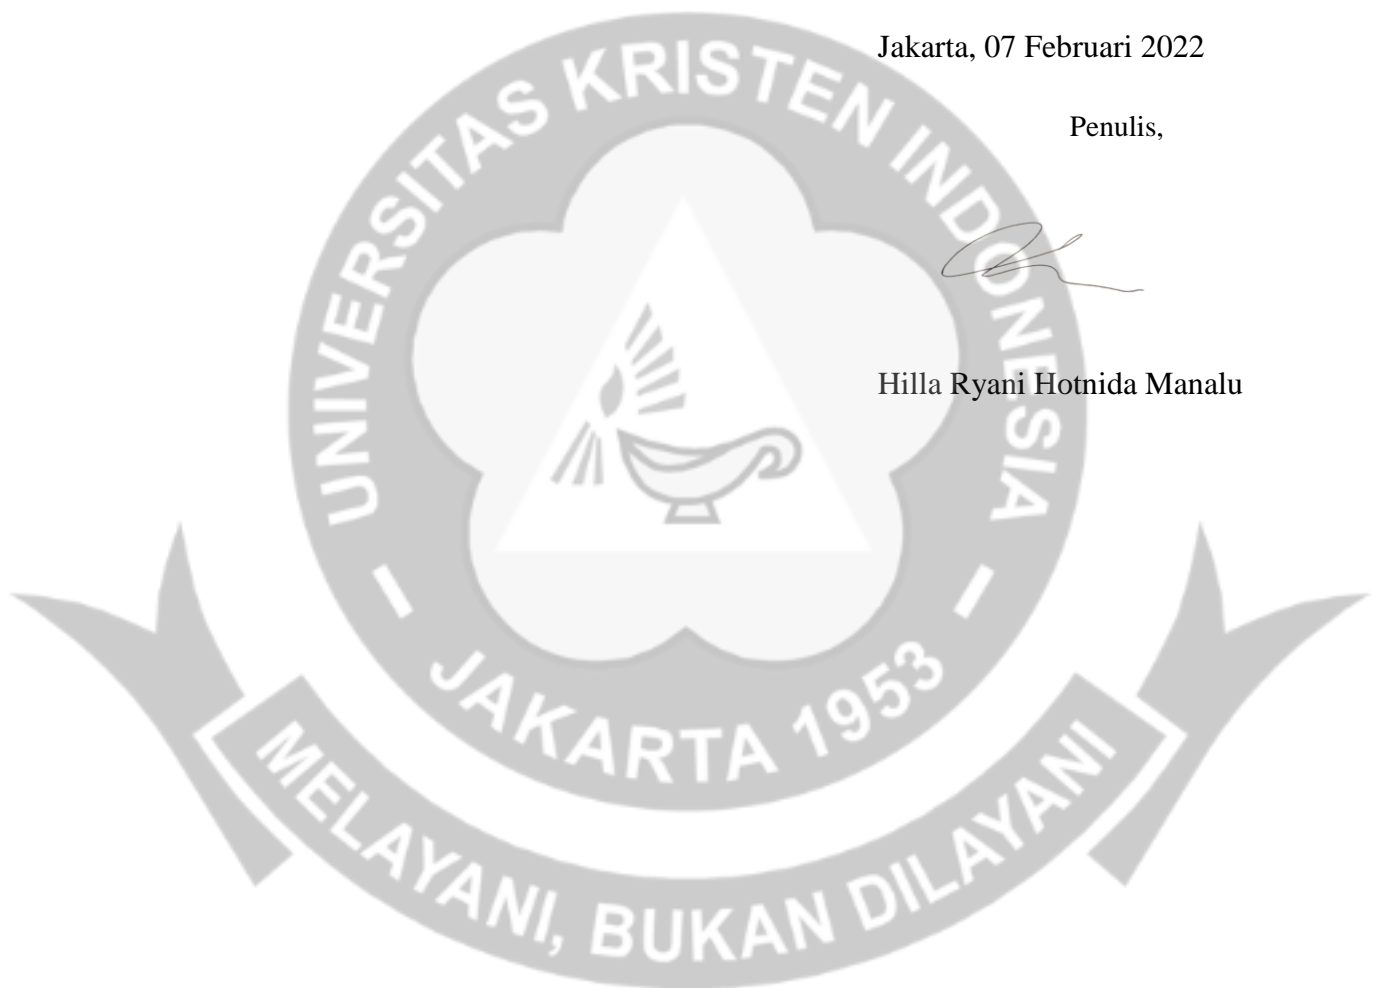 Jakarta, 07 Februari 2022
Penulis,
Hilla Ryani Hotnida Manalu
UNIVERSITAS KRISTEN INDONESIA
JAKARTA 1953
MELAYANI, BUKAN DILAYANI